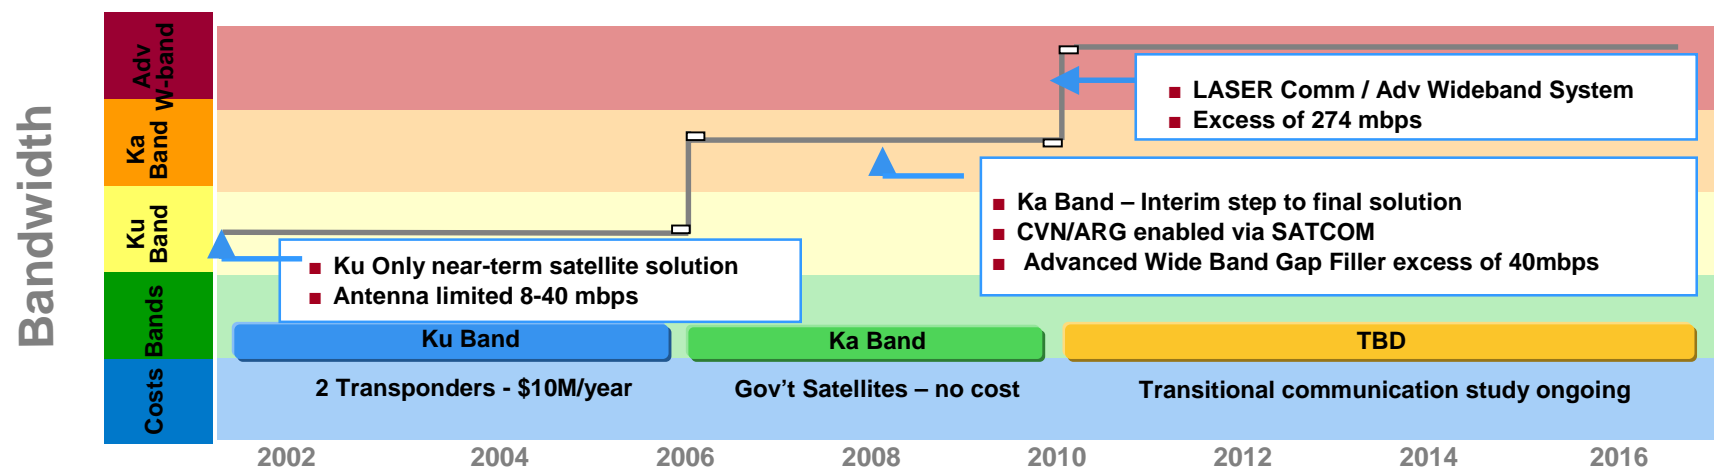 Bandwidth
Adv
W-band
Ka
Band
Ku
Band
Bands
Costs
■ LASER Comm / Adv Wideband System
■ Excess of 274 mbps
■ Ka Band – Interim step to final solution
■ CVN/ARG enabled via SATCOM
■ Advanced Wide Band Gap Filler excess of 40mbps
■ Ku Only near-term satellite solution
■ Antenna limited 8-40 mbps
Ku Band
Ka Band
TBD
2 Transponders - $10M/year
Gov’t Satellites – no cost
Transitional communication study ongoing
2002 2004 2006 2008 2010 2012 2014 2016